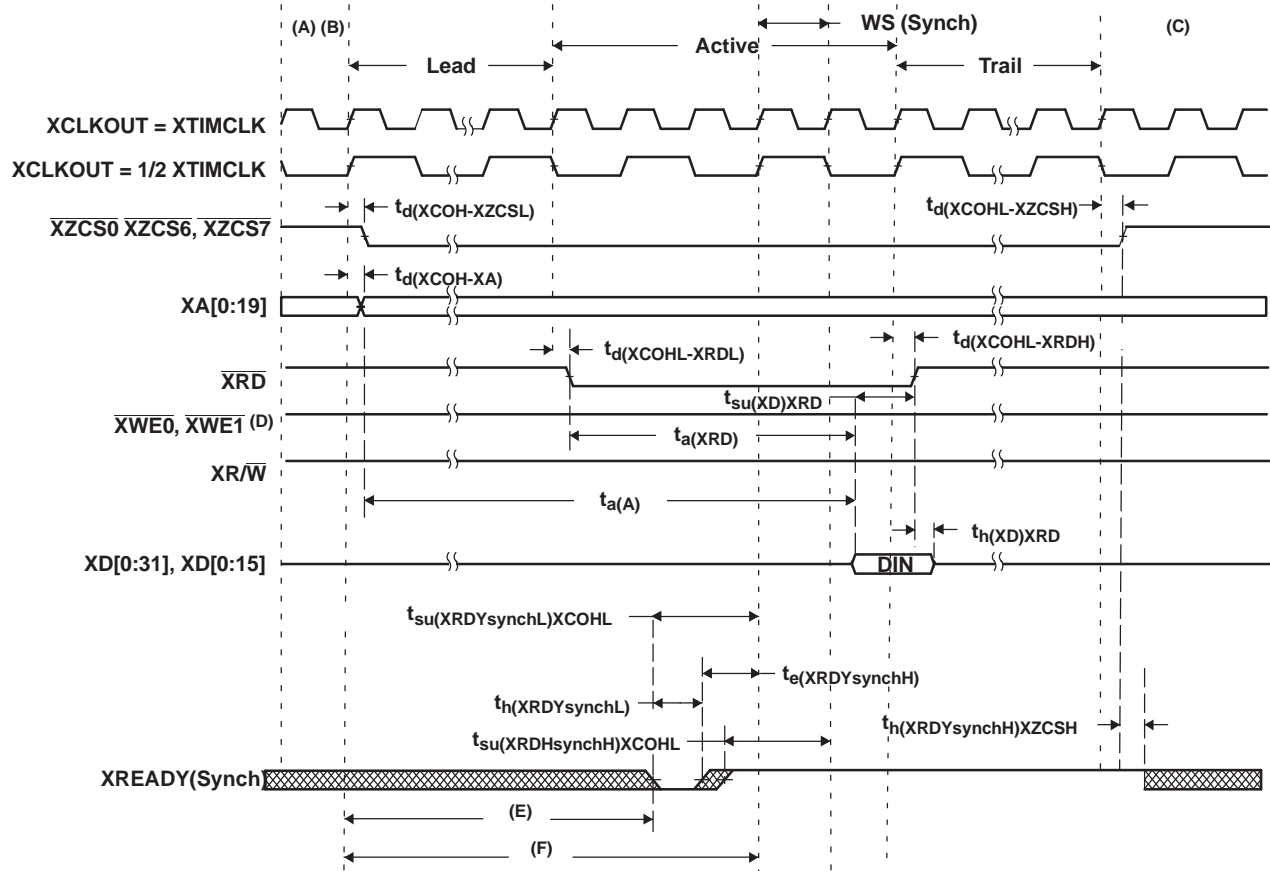 (A) (B)
WS (Synch)
(C)
Active
Lead
Trail
XCLKOUT = XTIMCLK
XCLKOUT = 1/2 XTIMCLK
td(XCOH-XZCSL)
td(XCOHL-XZCSH)
XZCS0 XZCS6, XZCS7
td(XCOH-XA)
XA[0:19]
td(XCOHL-XRDL)
td(XCOHL-XRDH)
XRD
tsu(XD)XRD
XWE0, XWE1 (D)
ta(XRD)
XR/W
ta(A)
th(XD)XRD
XD[0:31], XD[0:15]
DIN
tsu(XRDYsynchL)XCOHL
te(XRDYsynchH)
th(XRDYsynchL)
th(XRDYsynchH)XZCSH
tsu(XRDHsynchH)XCOHL
XREADY(Synch)
(E)
(F)